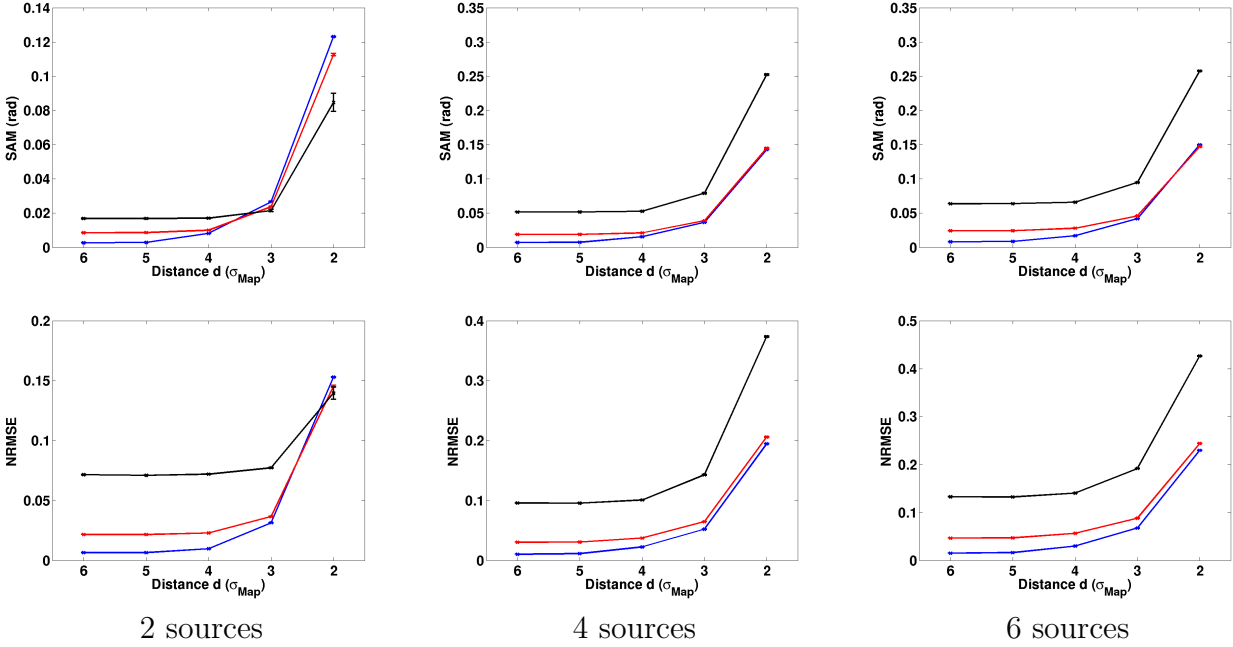 SAM (rad)
0.14
0.12
0.1
0.08
0.06
0.04
0.02
0
6 5 4 3 2
Distance d (σMap)
SAM (rad)
0.35
0.3
0.25
0.2
0.15
0.1
0.05
0
6 5 4 3 2
Distance d (σMap)
SAM (rad)
0.35
0.3
0.25
0.2
0.15
0.1
0.05
0
6 5 4 3 2
Distance d (σMap)
NRMSE
0.2
0.15
0.1
0.05
0
6 5 4 3 2
Distance d (σMap)
NRMSE
0.4
0.3
0.2
0.1
0
6 5 4 3 2
Distance d (σMap)
NRMSE
0.5
0.4
0.3
0.2
0.1
0
6 5 4 3 2
Distance d (σMap)
2 sources
4 sources
6 sources